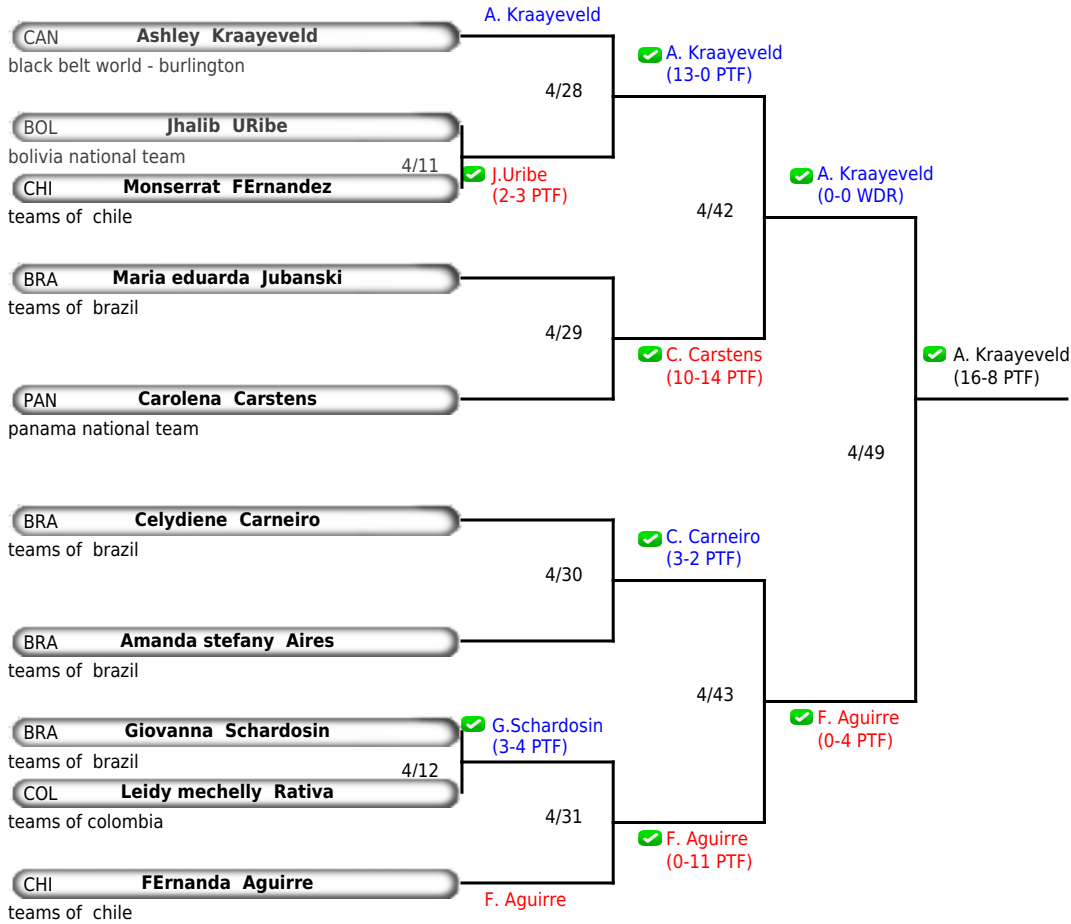 A. Kraayeveld
CAN Ashley Kraayeveld
black belt world - burlington
A. Kraayeveld
(13-0 PTF)
4/28
BOL Jhalib URibe
bolivia national team
4/11
J.Uribe
(2-3 PTF)
CHI Monserrat FErnandez
teams of chile
A. Kraayeveld
(0-0 WDR)
4/42
BRA Maria eduarda Jubanski
teams of brazil
4/29
C. Carstens
(10-14 PTF)
A. Kraayeveld
(16-8 PTF)
PAN Carolena Carstens
panama national team
4/49
BRA Celydiene Carneiro
teams of brazil
C. Carneiro
(3-2 PTF)
4/30
BRA Amanda stefany Aires
teams of brazil
4/43
F. Aguirre
(0-4 PTF)
BRA Giovanna Schardosin
teams of brazil
G.Schardosin
(3-4 PTF)
4/12
COL Leidy mechelly Rativa
teams of colombia
4/31
F. Aguirre
(0-11 PTF)
CHI FErnanda Aguirre
teams of chile
F. Aguirre